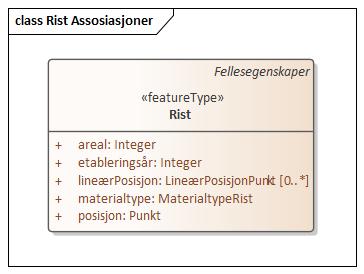 class Rist Assosiasjoner
Fellesegenskaper
«featureType»
Rist
+ areal: Integer
+ etableringsår: Integer
+ lineærPosisjon: LineærPosisjonPunkt [0..*]
+ materialtype: MaterialtypeRist
+ posisjon: Punkt